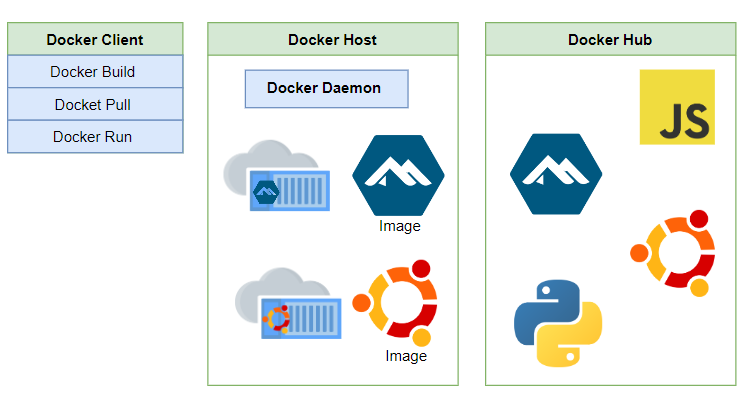 Docker Client
Docker Build
Docket Pull
Docker Run
Docker Host
Docker Daemon
Image
Image
Docker Hub
JS